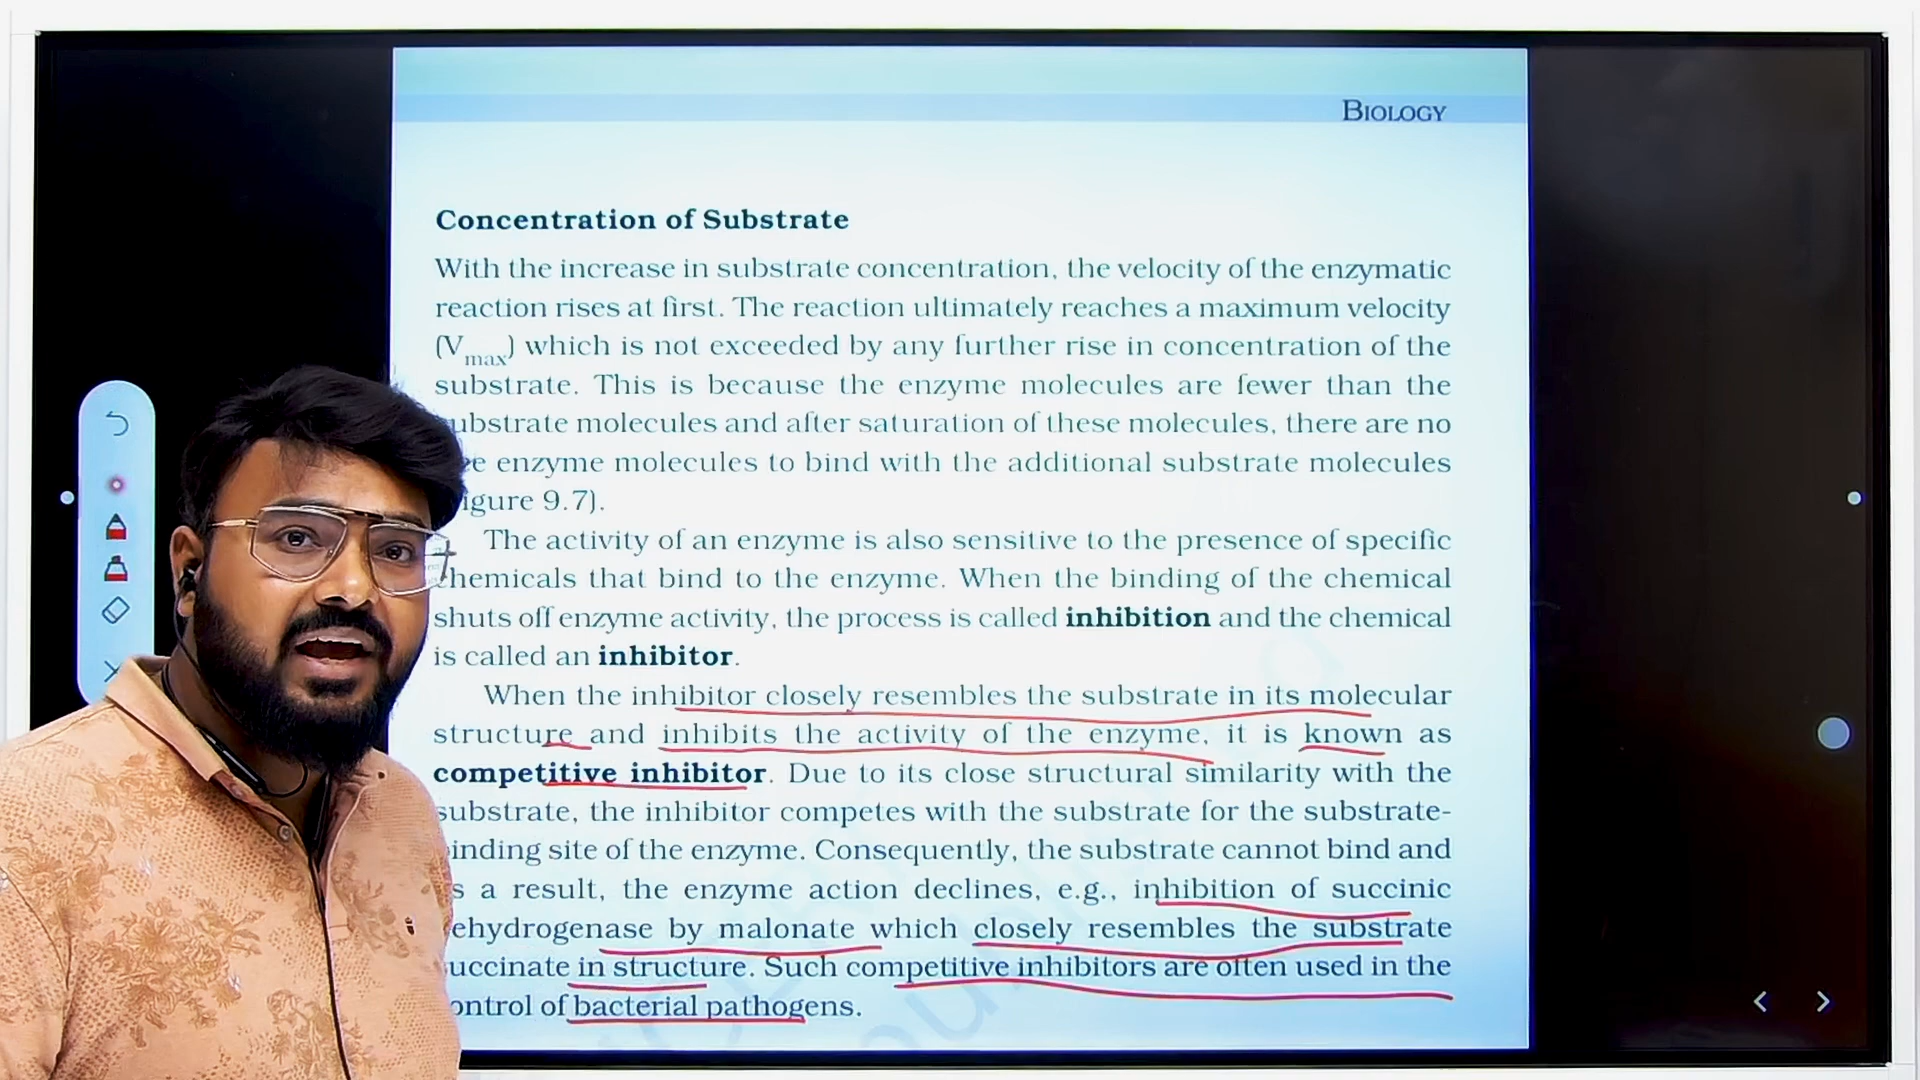 BIOLOGY
Concentration of Substrate
With the increase in substrate concentration, the velocity of the enzymatic
reaction rises at first. The reaction ultimately reaches a maximum velocity
(Vmax) which is not exceeded by any further rise in concentration of the
substrate. This is because the enzyme molecules are fewer than the
ubstrate molecules and after saturation of these molecules, there are no
ee enzyme molecules to bind with the additional substrate molecules
igure 9.7).
The activity of an enzyme is also sensitive to the presence of specific
chemicals that bind to the enzyme. When the binding of the chemical
shuts off enzyme activity, the process is called inhibition and the chemical
is called an inhibitor.
When the inhibitor closely resembles the substrate in its molecular
structure and inhibits the activity of the enzyme, it is known as
competitive inhibitor. Due to its close structural similarity with the
substrate, the inhibitor competes with the substrate for the substrate-
inding site of the enzyme. Consequently, the substrate cannot bind and
s a result, the enzyme action declines, e.g., inhibition of succinic
ehydrogenase by malonate which closely resembles the substrate
uccinate in structure. Such competitive inhibitors are often used in the
ontrol of bacterial pathogens.